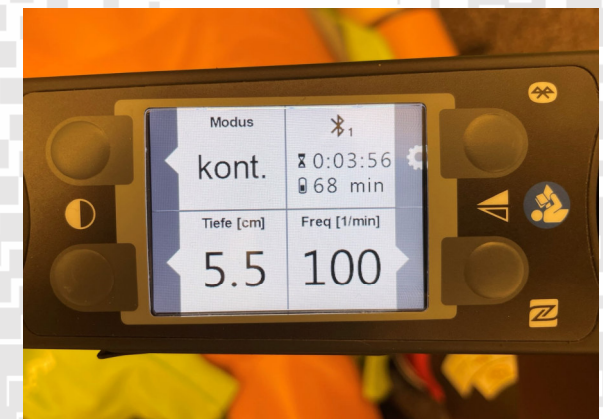 Modus
kont.
1
0:03:56
68 min
Tiefe [cm]
5.5
Freq [1/min]
100